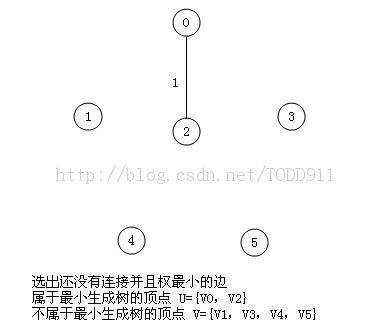 0
1
1
3
2
http://blog.csdn.net/TODD911
4
5
选出还没有连接并且权最小的边
属于最小生成树的顶点 U={V0, V2}
不属于最小生成树的顶点 V={V1, V3, V4, V5}